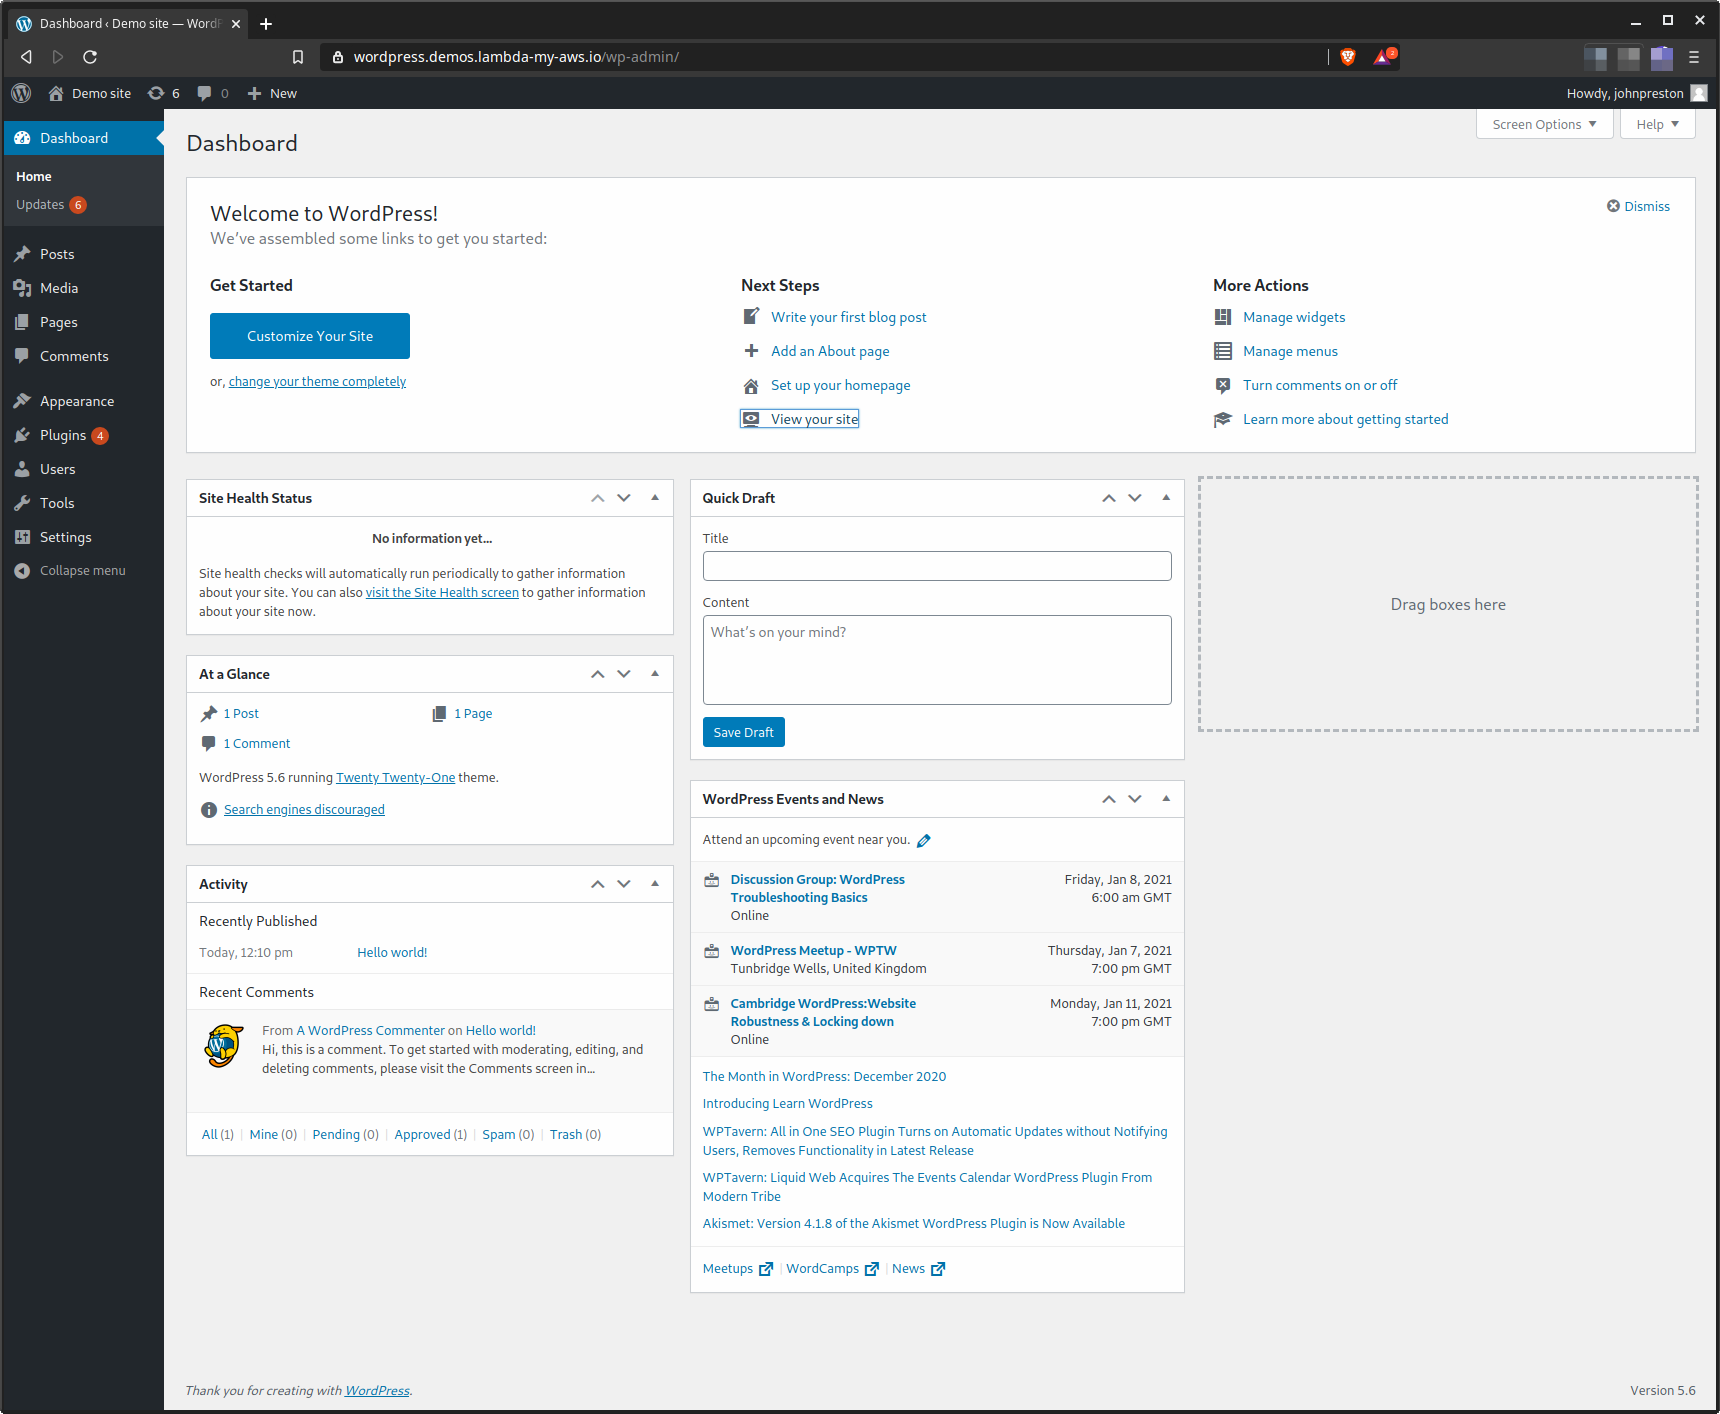 Dashboard ‹ Demo site — WordP
wordpress.demos.lambda-my-aws.io/wp-admin/
2
Demo site 6 0 New
Howdy, johnpreston
Dashboard
Home
Updates 6
Posts
Media
Pages
Comments
Appearance
Plugins 4
Users
Tools
Settings
Collapse menu
Dashboard
Screen Options
Help
Welcome to WordPress!
We've assembled some links to get you started:
Dismiss
Get Started
Customize Your Site
or, change your theme completely
Next Steps
Write your first blog post
Add an About page
Set up your homepage
View your site
More Actions
Manage widgets
Manage menus
Turn comments on or off
Learn more about getting started
Site Health Status
No information yet...
Site health checks will automatically run periodically to gather information
about your site. You can also visit the Site Health screen to gather information
about your site now.
At a Glance
1 Post
1 Page
1 Comment
WordPress 5.6 running Twenty Twenty-One theme.
Search engines discouraged
Activity
Recently Published
Today, 12:10 pm
Hello world!
Recent Comments
From A WordPress Commenter on Hello world!
Hi, this is a comment. To get started with moderating, editing, and
deleting comments, please visit the Comments screen in...
All (1) | Mine (0) | Pending (0) | Approved (1) | Spam (0) | Trash (0)
Quick Draft
Title
Content
What's on your mind?
Save Draft
WordPress Events and News
Attend an upcoming event near you.
Discussion Group: WordPress
Troubleshooting Basics
Online
Friday, Jan 8, 2021
6:00 am GMT
WordPress Meetup - WPTW
Tunbridge Wells, United Kingdom
Thursday, Jan 7, 2021
7:00 pm GMT
Cambridge WordPress:Website
Robustness & Locking down
Online
Monday, Jan 11, 2021
7:00 pm GMT
The Month in WordPress: December 2020
Introducing Learn WordPress
WPTavern: All in One SEO Plugin Turns on Automatic Updates without Notifying
Users, Removes Functionality in Latest Release
WPTavern: Liquid Web Acquires The Events Calendar WordPress Plugin From
Modern Tribe
Akismet: Version 4.1.8 of the Akismet WordPress Plugin is Now Available
Meetups | WordCamps | News
Drag boxes here
Thank you for creating with WordPress.
Version 5.6